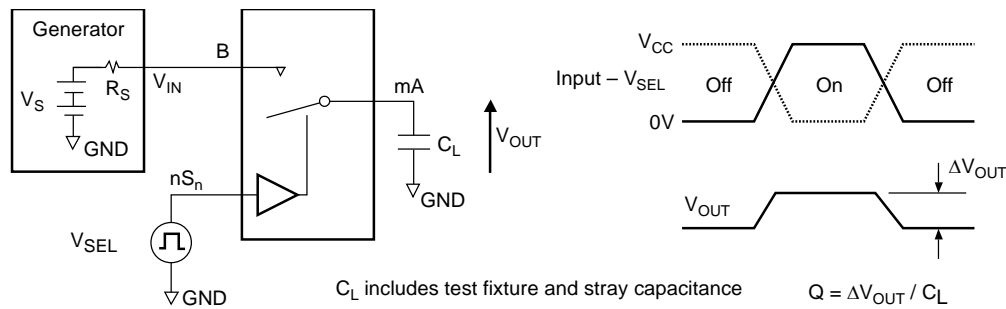 Generator
V_S
R_S
GND
V_IN
B
mA
C_L
GND
V_OUT
nS_n
V_SEL
GND
C_L includes test fixture and stray capacitance
V_CC
Input – V_SEL
0V
Off
On
Off
V_OUT
ΔV_OUT
Q = ΔV_OUT / C_L